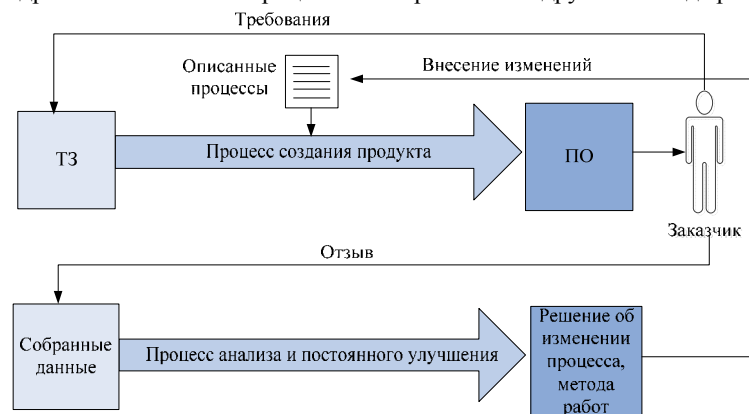 Требования
Описанные
процессы
Внесение изменений
ТЗ
Процесс создания продукта
ПО
Заказчик
Отзыв
Собранные
данные
Процесс анализа и постоянного улучшения
Решение об
изменении
процесса,
метода
работ